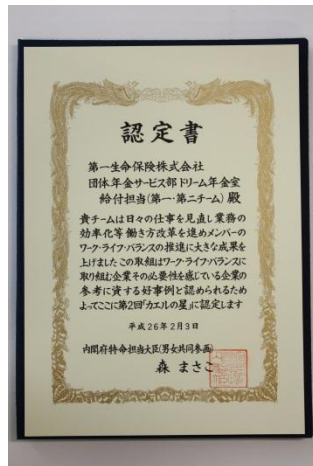 認定書
第一生命保険株式会社
団体年金サービス部ドリーム年金室
給付担当(第一・第二チーム) 殿
貴チームは日々の仕事を見直し業務の
効率化等働き方改革を進めメンバーの
ワーク・ライフ・バランスの推進に大きな成果を
上げましたこの取組はワーク・ライフ・バランスに
取り組む企業その必要性を感じている企業の
参考に資する好事例と認められるため
よってここに第2回「カエルの星」に認定します
平成26年2月3日
内閣府特命担当大臣(男女共同参画)
森 まさこ